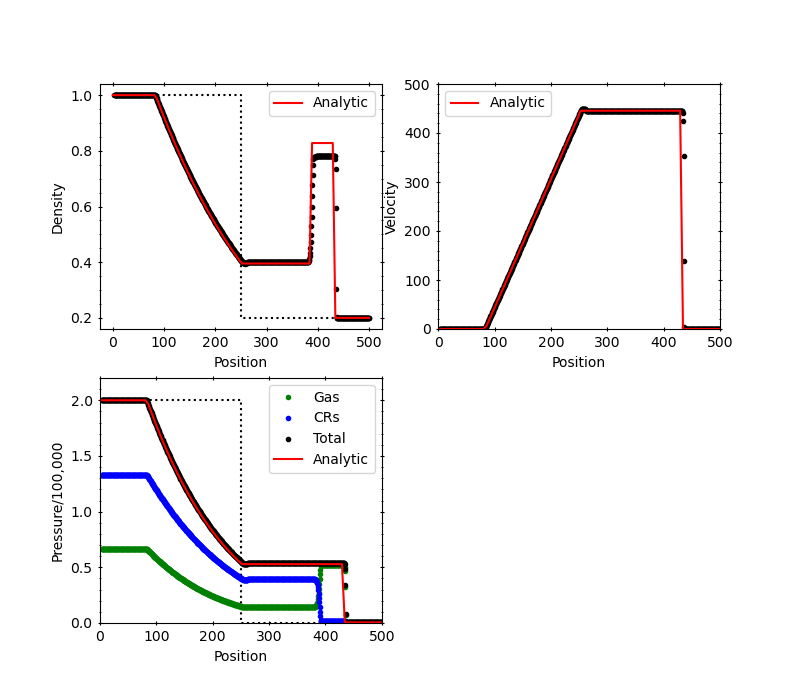 1.0
0.8
0.6
0.4
0.2
Density
0 100 200 300 400 500
Position
Analytic
500
400
300
200
100
0
Velocity
0 100 200 300 400 500
Position
Analytic
2.0
1.5
1.0
0.5
0.0
Pressure/100,000
0 100 200 300 400 500
Position
Gas
CRs
Total
Analytic